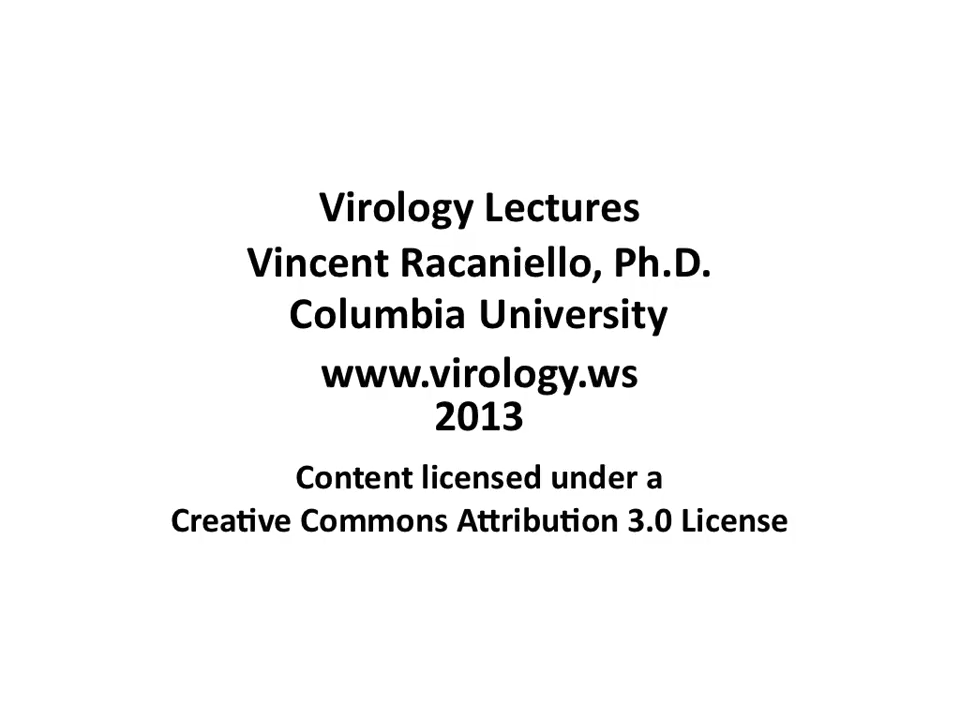 Virology Lectures
Vincent Racaniello, Ph.D.
Columbia University
www.virology.ws
2013
Content licensed under a
Creative Commons Attribution 3.0 License